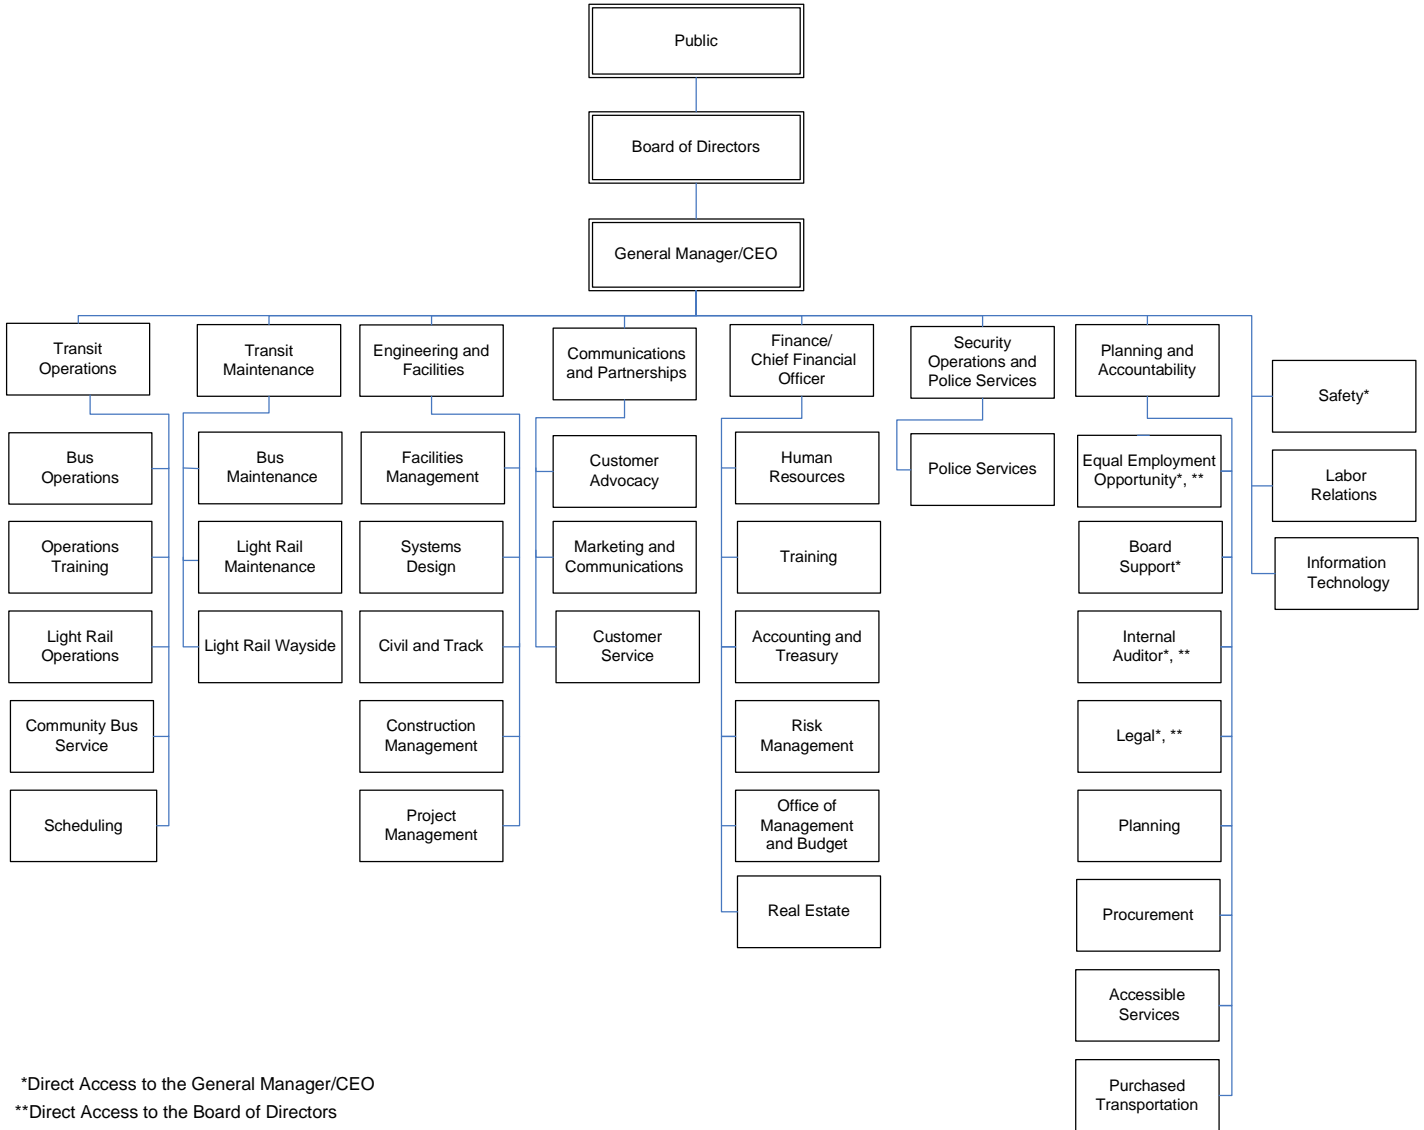 Public
Board of Directors
General Manager/CEO
Transit
Operations
Transit
Maintenance
Engineering and
Facilities
Communications
and Partnerships
Finance/
Chief Financial
Officer
Security
Operations and
Police Services
Planning and
Accountability
Safety*
Labor
Relations
Information
Technology
Bus
Operations
Operations
Training
Light Rail
Operations
Community Bus
Service
Scheduling
Bus
Maintenance
Light Rail
Maintenance
Light Rail Wayside
Facilities
Management
Systems
Design
Civil and Track
Construction
Management
Project
Management
Customer
Advocacy
Marketing and
Communications
Customer
Service
Human
Resources
Training
Accounting and
Treasury
Risk
Management
Office of
Management
and Budget
Real Estate
Police Services
Equal Employment
Opportunity*, **
Board
Support*
Internal
Auditor*, **
Legal*, **
Planning
Procurement
Accessible
Services
Purchased
Transportation
*Direct Access to the General Manager/CEO
**Direct Access to the Board of Directors